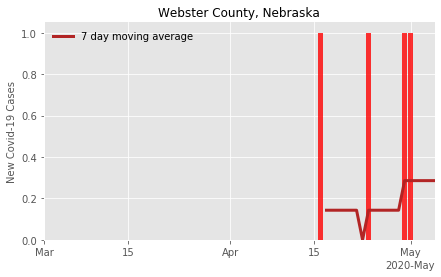 Webster County, Nebraska
7 day moving average
New Covid-19 Cases
1.0
0.8
0.6
0.4
0.2
0.0
Mar
15
Apr
15
May
2020-May